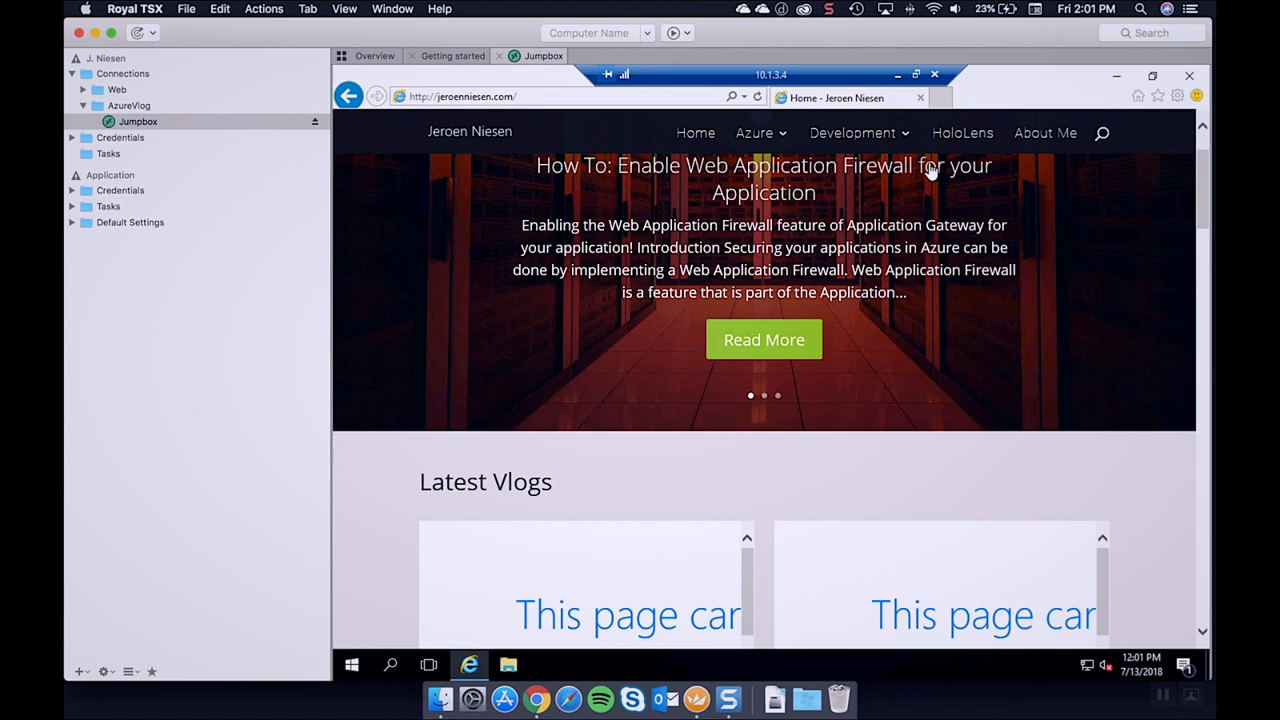 Royal TSX File Edit Actions Tab View Window Help 23% Fri 2:01 PM
Computer Name Search
J. Niesen
Connections
Web
AzureVlog
Jumpbox
Credentials
Tasks
Application
Credentials
Tasks
Default Settings
Overview Getting started Jumpbox
10.1.3.4
http://jeroenniesen.com/ Home - Jeroen Niesen
Jeroen Niesen Home Azure Development HoloLens About Me
How To: Enable Web Application Firewall for your
Application
Enabling the Web Application Firewall feature of Application Gateway for
your application! Introduction Securing your applications in Azure can be
done by implementing a Web Application Firewall. Web Application Firewall
is a feature that is part of the Application...
Read More
Latest Vlogs
This page car
This page car
12:01 PM
7/13/2018